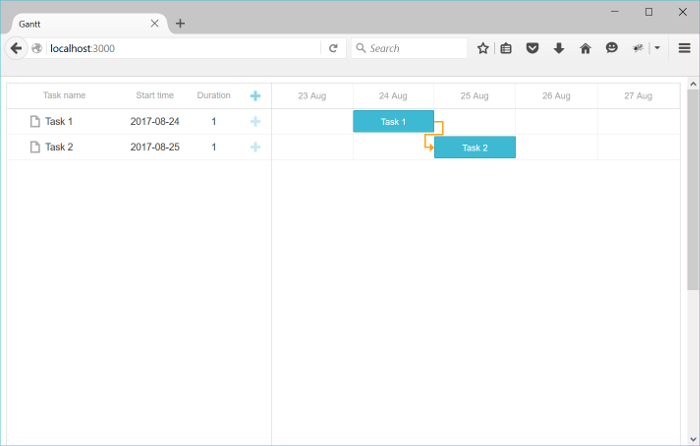 Gantt
localhost:3000
Search
Task name Start time Duration 23 Aug 24 Aug 25 Aug 26 Aug 27 Aug
Task 1 2017-08-24 1 Task 1
Task 2 2017-08-25 1 Task 2